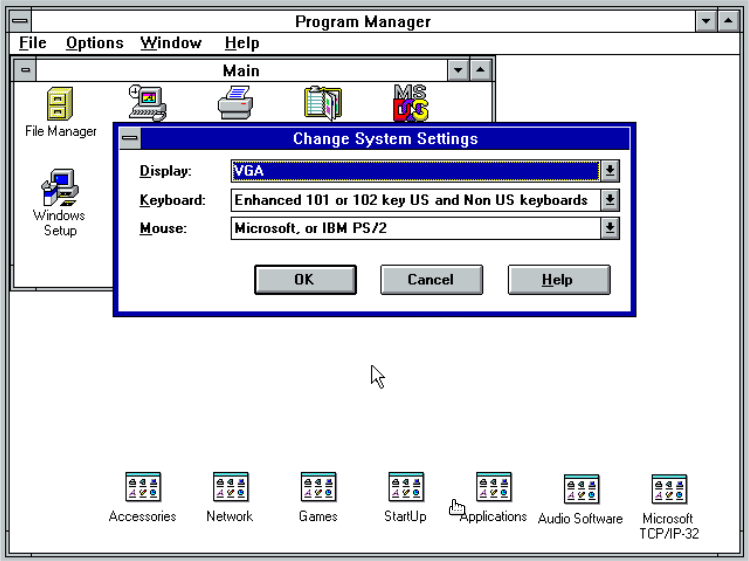 Program Manager
File Options Window Help
Main
MS
DOS
File Manager
Change System Settings
Display: VGA
Keyboard: Enhanced 101 or 102 key US and Non US keyboards
Mouse: Microsoft, or IBM PS/2
Windows
Setup
OK Cancel Help
Accessories Network Games StartUp Applications Audio Software Microsoft
TCP/IP-32